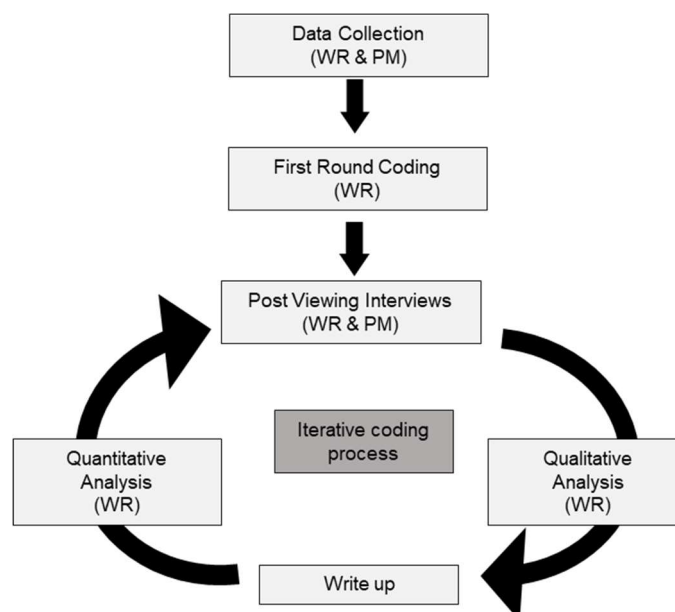 Data Collection
(WR & PM)
First Round Coding
(WR)
Post Viewing Interviews
(WR & PM)
Iterative coding
process
Quantitative
Analysis
(WR)
Qualitative
Analysis
(WR)
Write up